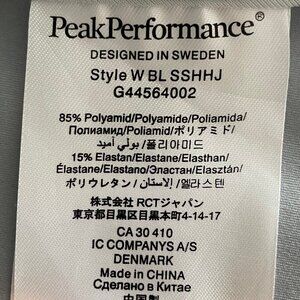 PeakPerformance®
DESIGNED IN SWEDEN
Style W BL SSHHJ
G44564002
85% Polyamid/Polyamide/Poliamida/
Полиамид/Poliamid/ポリアミド/
بولي أميد/폴리아미드
15% Elastan/Elastane/Elasthan/
Élastane/Elastano/Эластан/Elasztán/
ポリウレタン/الاستان/엘라스텐
株式会社 RCTジャパン
東京都目黒区目黒本町4-14-17
CA 30 410
IC COMPANYS A/S
DENMARK
Made in CHINA
Сделано в Китае
中国製